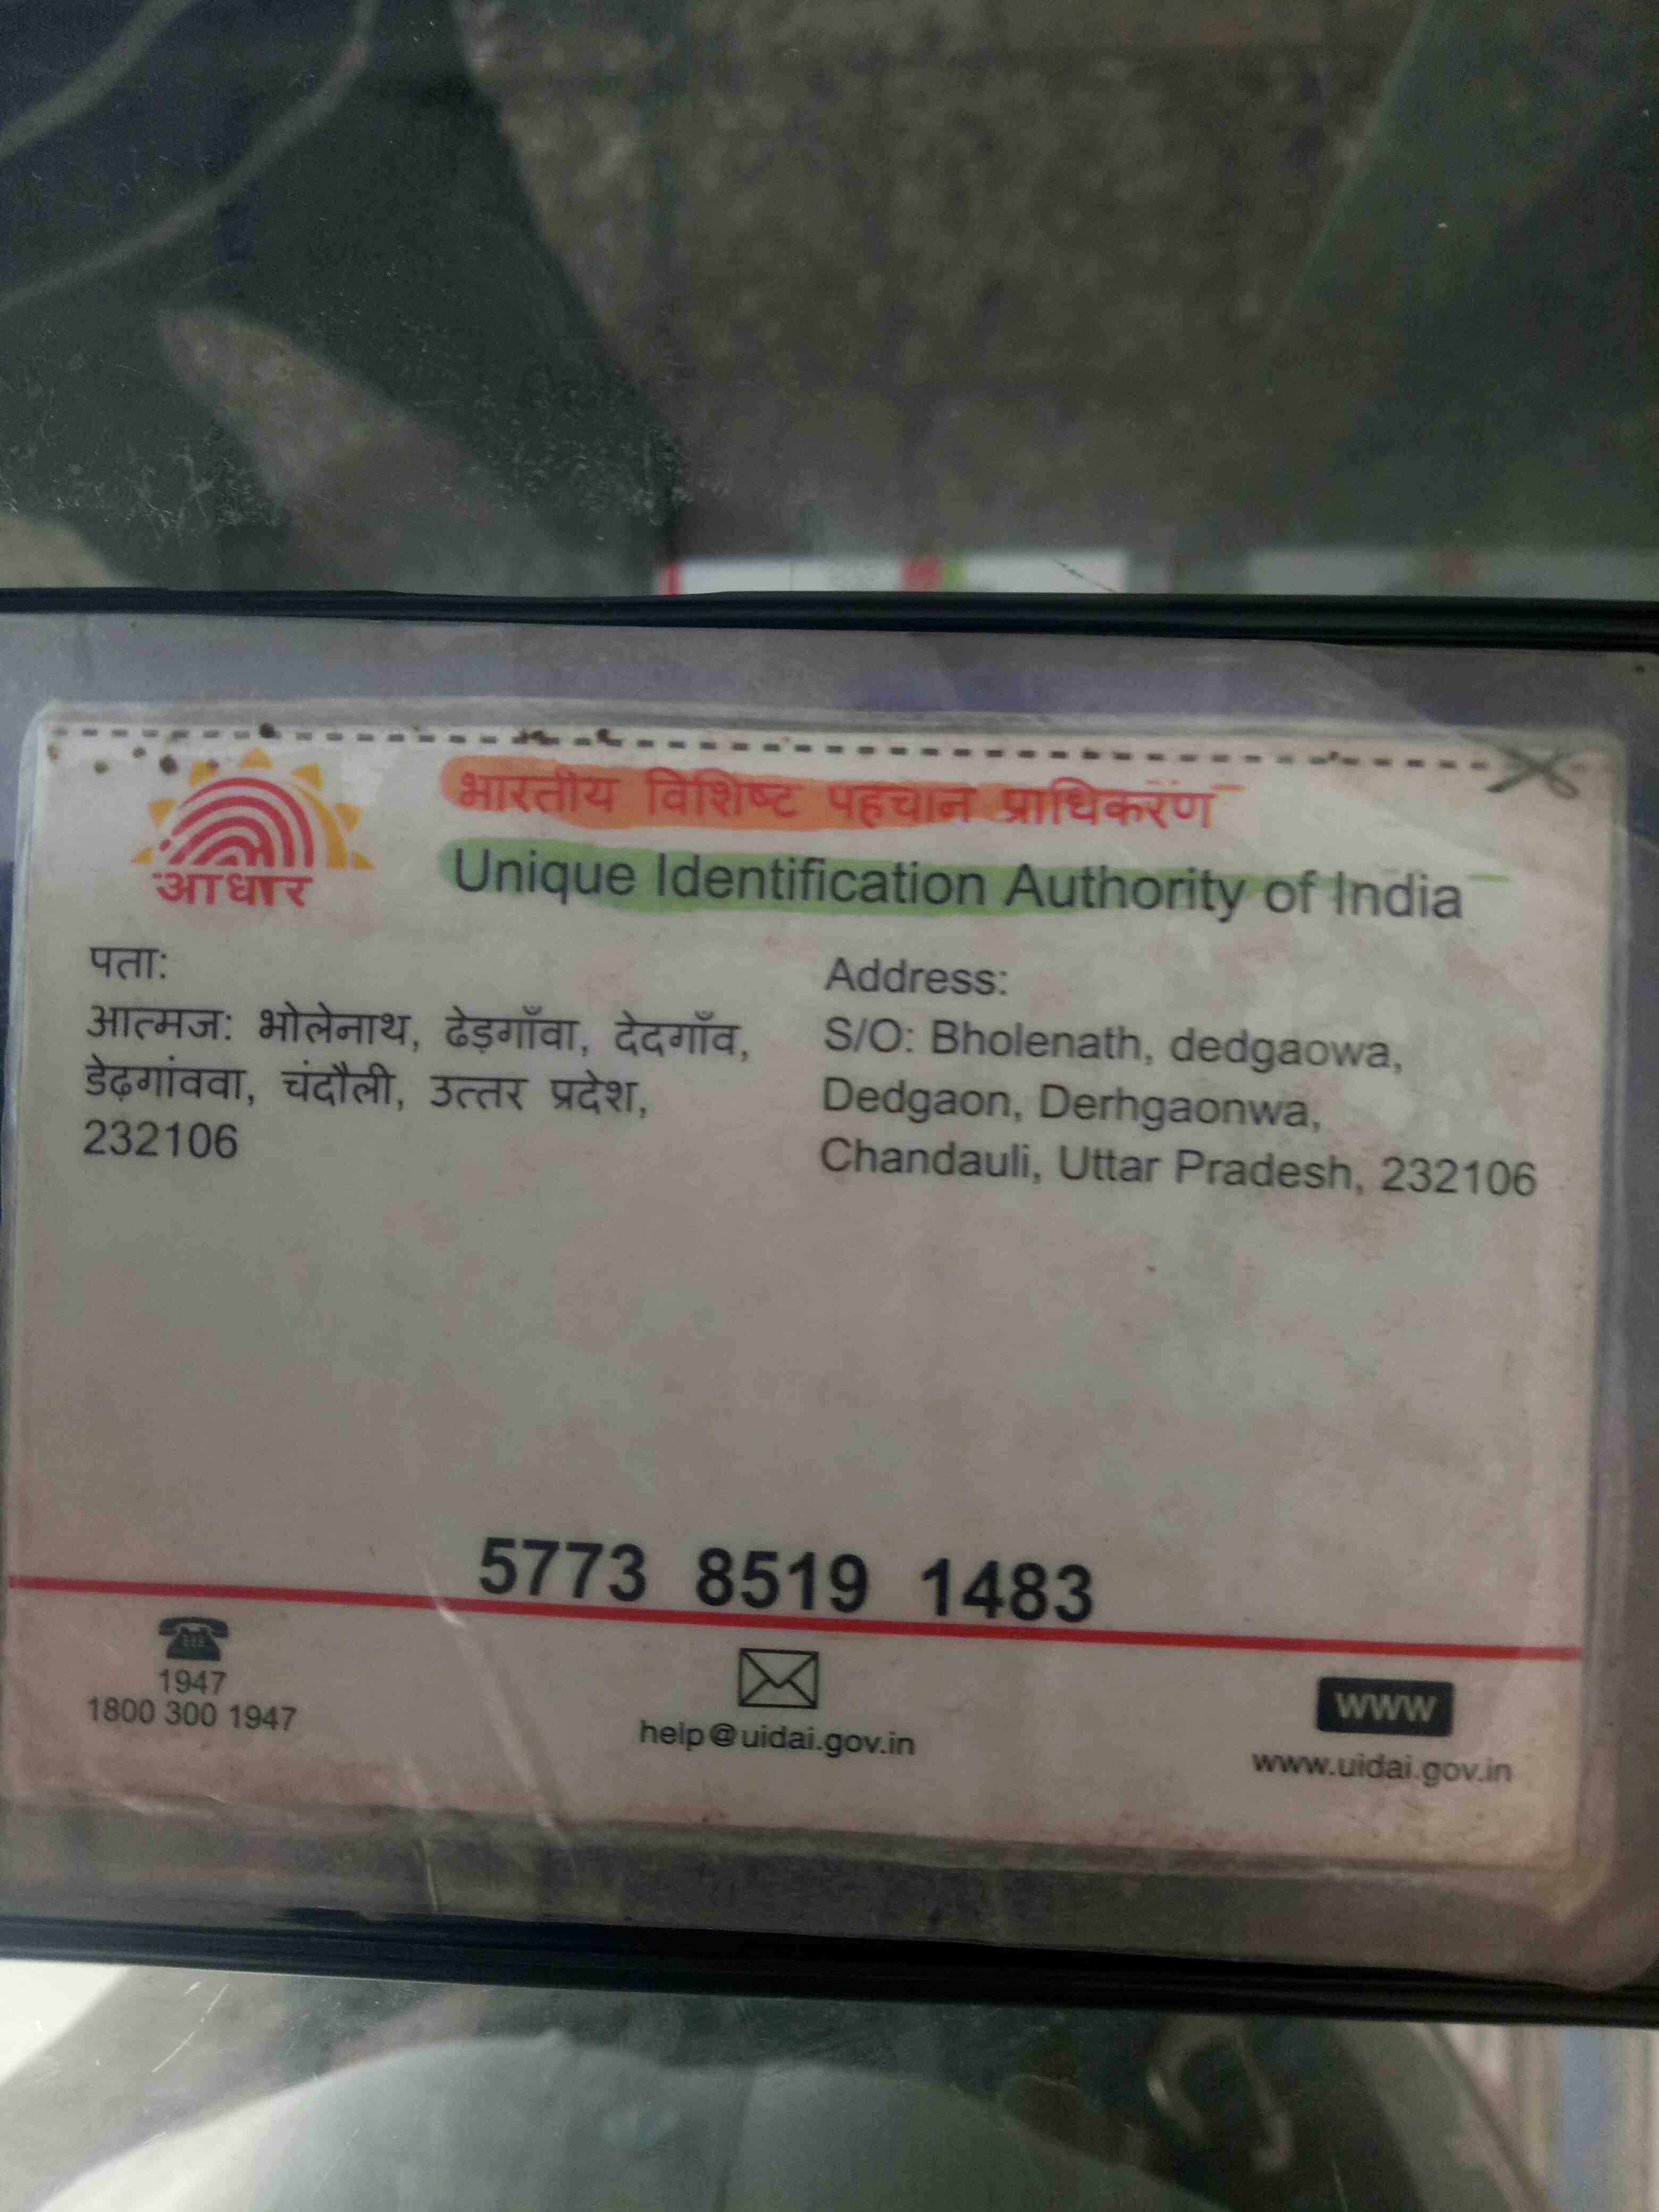 भारतीय विशिष्ट पहचान प्राधिकरण
आधार
Unique Identification Authority of India
पता:
आत्मज: भोलेनाथ, ढेड़गाँवा, देदगाँव,
डेढ़गांववा, चंदौली, उत्तर प्रदेश,
232106
Address:
S/O: Bholenath, dedgaowa,
Dedgaon, Derhgaonwa,
Chandauli, Uttar Pradesh, 232106
5773 8519 1483
1947
1800 300 1947
help@uidai.gov.in
WWW
www.uidai.gov.in